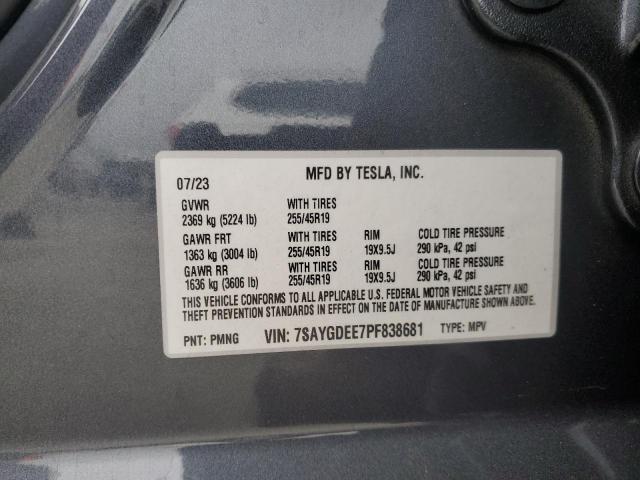 07/23 MFD BY TESLA, INC.
GVWR WITH TIRES
2369 kg (5224 lb) 255/45R19
GAWR FRT WITH TIRES RIM COLD TIRE PRESSURE
1363 kg (3004 lb) 255/45R19 19X9.5J 290 kPa, 42 psi
GAWR RR WITH TIRES RIM COLD TIRE PRESSURE
1636 kg (3606 lb) 255/45R19 19X9.5J 290 kPa, 42 psi
THIS VEHICLE CONFORMS TO ALL APPLICABLE U.S. FEDERAL MOTOR VEHICLE SAFETY AND
THEFT PREVENTION STANDARDS IN EFFECT ON THE DATE OF MANUFACTURE SHOWN ABOVE.
PNT: PMNG VIN: 7SAYGDEE7PF838681 TYPE: MPV